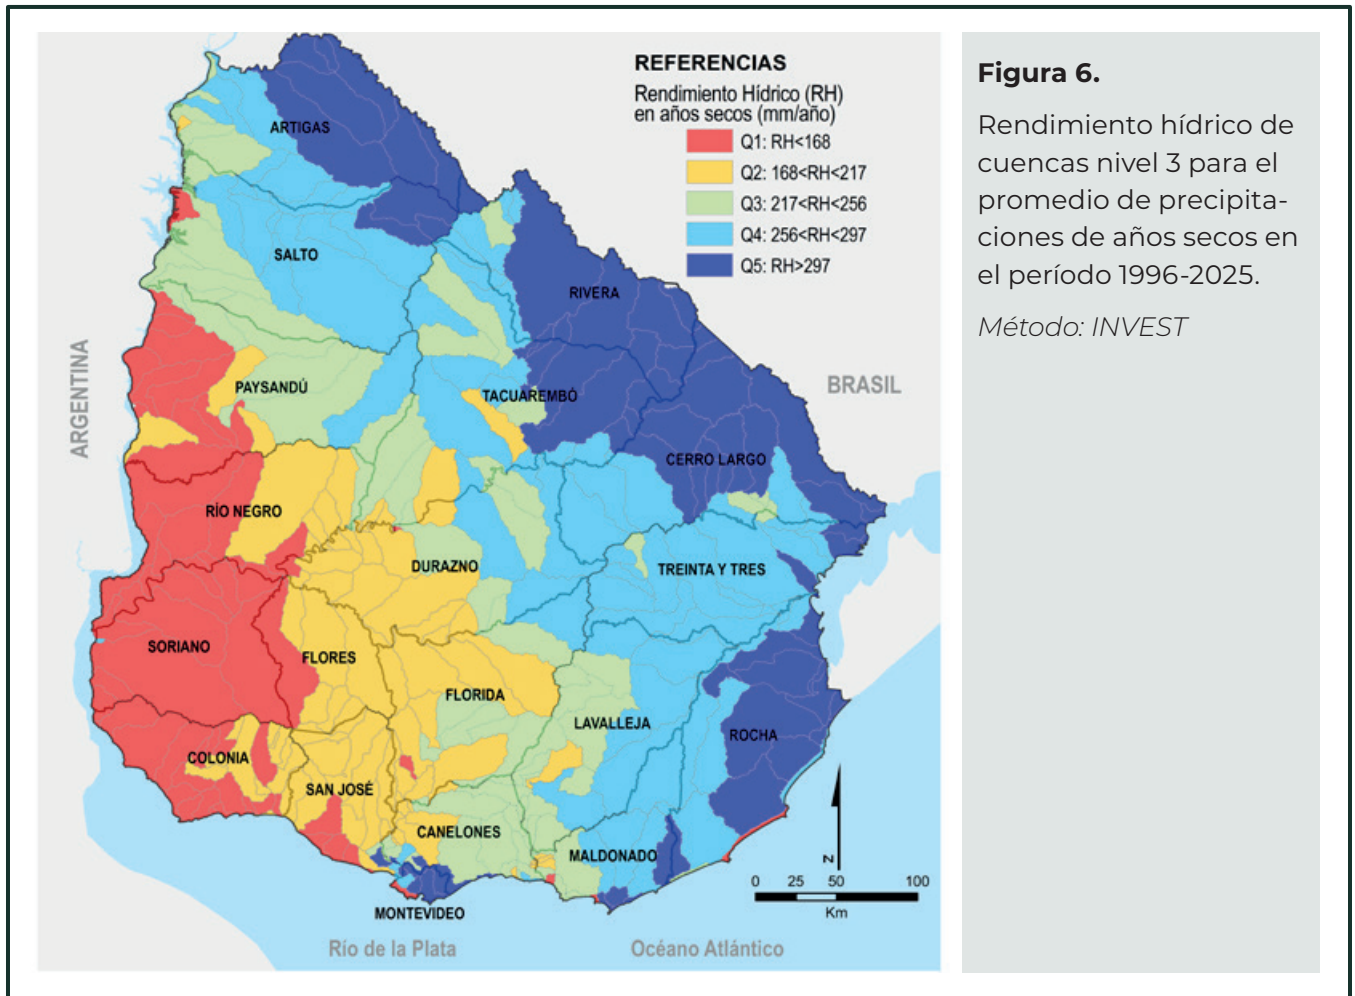 REFERENCIAS
Rendimiento Hídrico (RH)
en años secos (mm/año)
Q1: RH<168
Q2: 168<RH<217
Q3: 217<RH<256
Q4: 256<RH<297
Q5: RH>297
ARTIGAS
SALTO
RIVERA
ARGENTINA
PAYSANDÚ
TACUAREMBÓ
BRASIL
CERRO LARGO
RÍO NEGRO
DURAZNO
TREINTA Y TRES
SORIANO
FLORES
FLORIDA
LAVALLEJA
ROCHA
COLONIA
SAN JOSÉ
CANELONES
MALDONADO
MONTEVIDEO
Río de la Plata
Océano Atlántico
N
0 25 50 100
Km
Figura 6.
Rendimiento hídrico de
cuencas nivel 3 para el
promedio de precipita-
ciones de años secos en
el período 1996-2025.
Método: INVEST